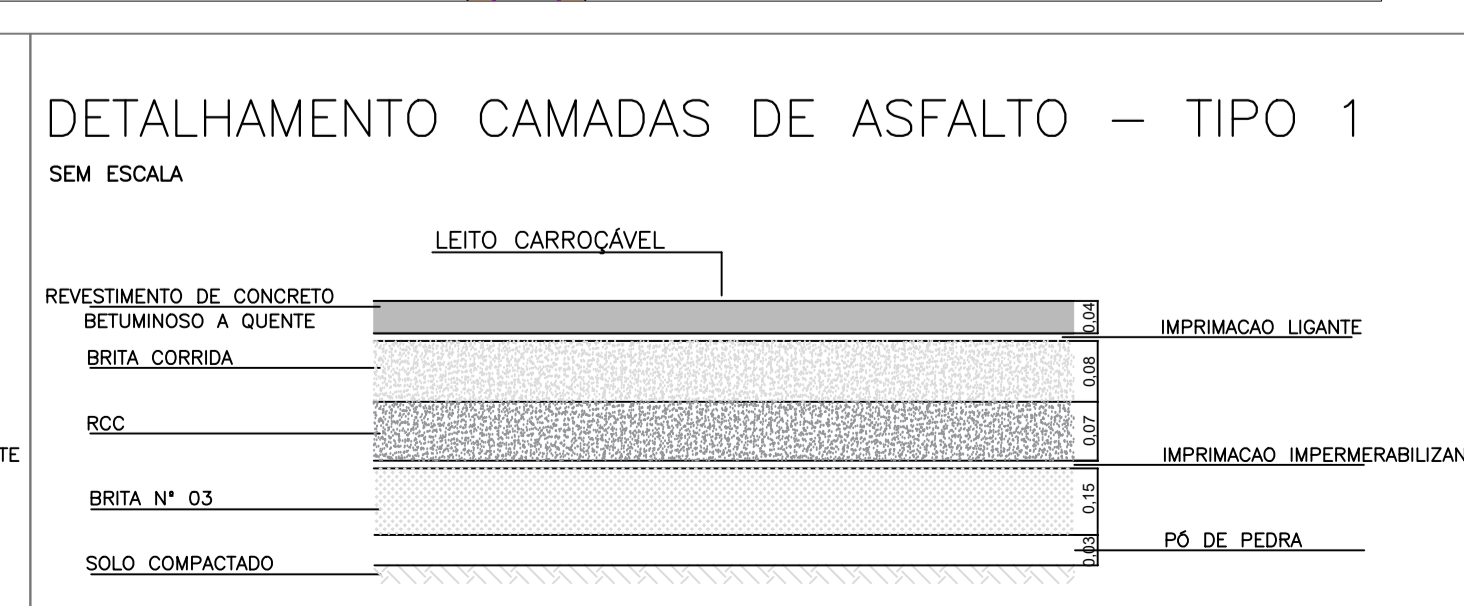 DETALHAMENTO CAMADAS DE ASFALTO — TIPO 1
SEM ESCALA
LEITO CARROÇÁVEL
REVESTIMENTO DE CONCRETO
BETUMINOSO A QUENTE
0,04
IMPRIMACAO LIGANTE
BRITA CORRIDA
0,08
RCC
0,07
TE
IMPRIMACAO IMPERMERABILIZAN
BRITA Nº 03
0,15
PÓ DE PEDRA
0,03
SOLO COMPACTADO